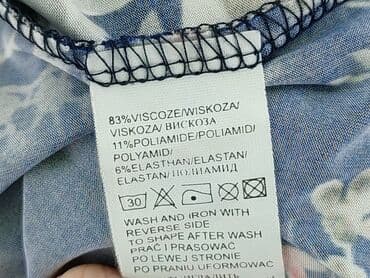 83%VISCOZE/WISKOZA/
VISKOZA/ ВИСКОЗА
11%POLIAMIDE/POLIAMID/
POLYAMID/
6%ELASTHAN/ELASTAN/
ELASTAN/ПОЛИАМИД
30
WASH AND IRON WITH
REVERSE SIDE
TO SHAPE AFTER WASH
PRAĆ I PRASOWAĆ
PO LEWEJ STRONIE
PO PRANIU UFORMOWAĆ